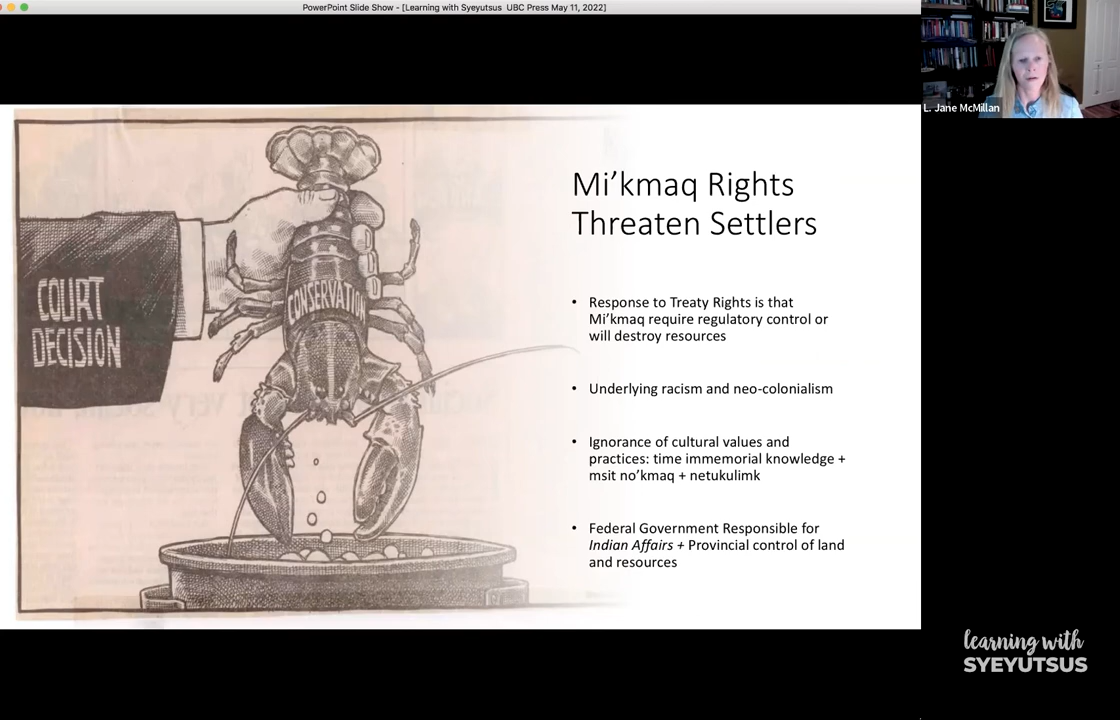 PowerPoint Slide Show - [Learning with Syeyutsus UBC Press May 11, 2022]
L. Jane McMillan
Mi’kmaq Rights
Threaten Settlers
COURT
DECISION
CONSERVATION
• Response to Treaty Rights is that
Mi’kmaq require regulatory control or
will destroy resources
• Underlying racism and neo-colonialism
• Ignorance of cultural values and
practices: time immemorial knowledge +
msit no’kmaq + netukulimk
• Federal Government Responsible for
Indian Affairs + Provincial control of land
and resources
learning with
SYEYUTSUS